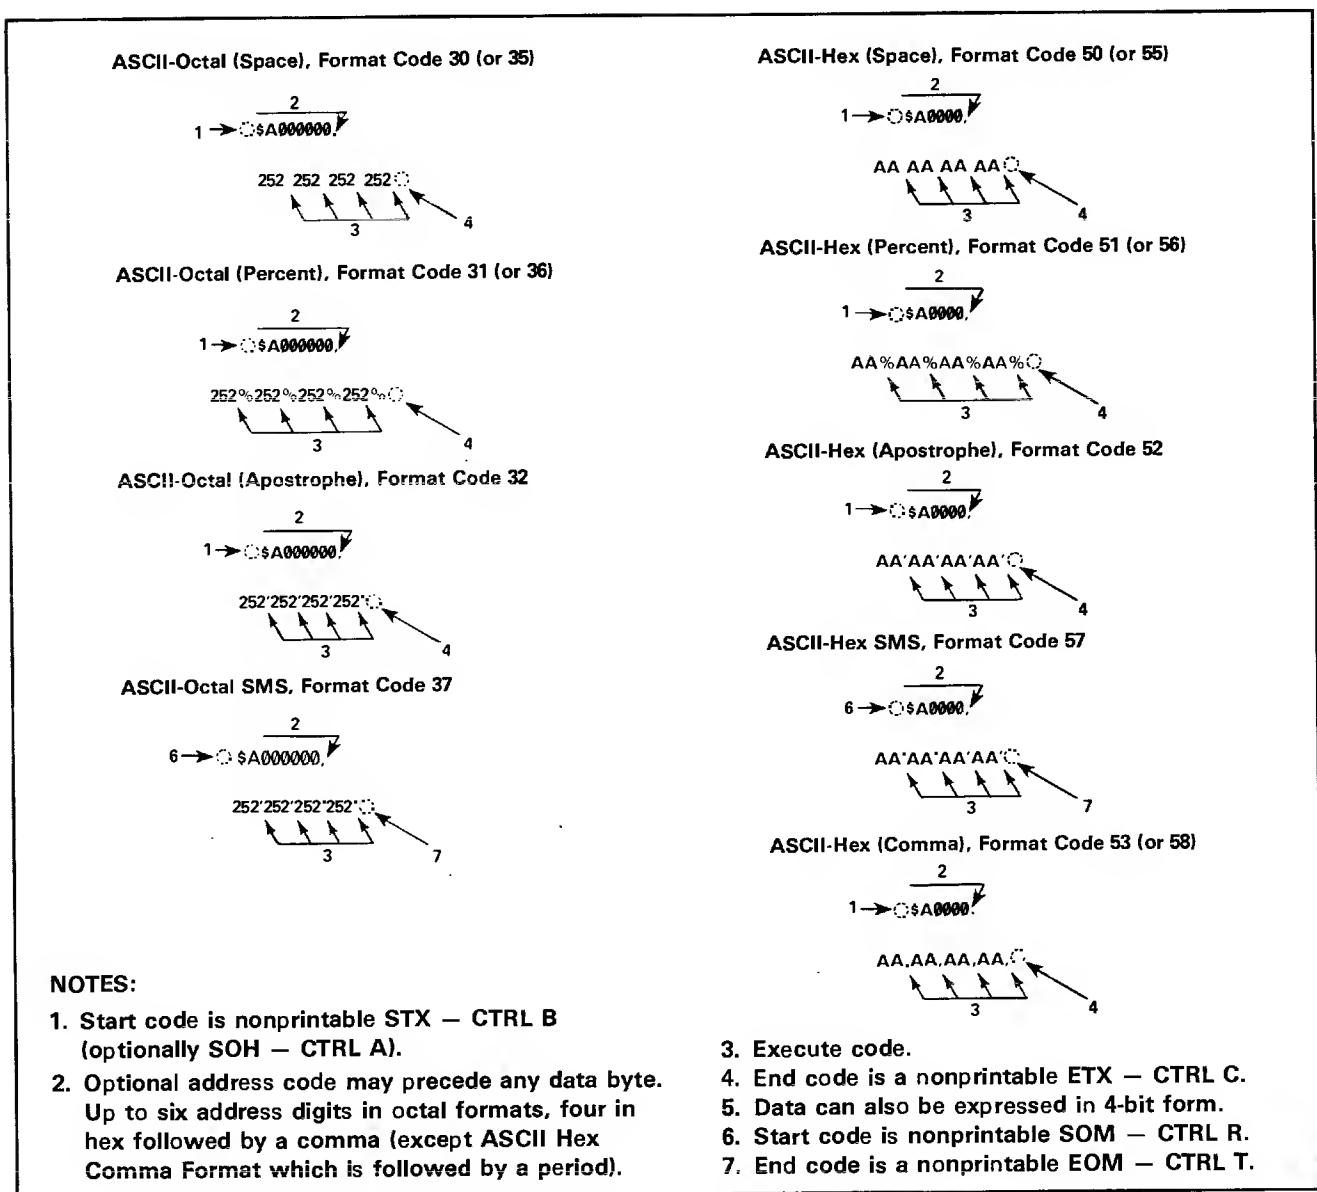 ASCII-Octal (Space), Format Code 30 (or 35)
2
1 $A000000,
252 252 252 252
3
4
ASCII-Octal (Percent), Format Code 31 (or 36)
2
1 $A000000,
252%252%252%252%
3
4
ASCII-Octal (Apostrophe), Format Code 32
2
1 $A000000,
252'252'252'252'
3
4
ASCII-Octal SMS, Format Code 37
2
6 $A000000,
252'252'252'252'
3
7
ASCII-Hex (Space), Format Code 50 (or 55)
2
1 $A0000,
AA AA AA AA
3
4
ASCII-Hex (Percent), Format Code 51 (or 56)
2
1 $A0000,
AA%AA%AA%AA%
3
4
ASCII-Hex (Apostrophe), Format Code 52
2
1 $A0000,
AA'AA'AA'AA'
3
4
ASCII-Hex SMS, Format Code 57
2
6 $A0000,
AA'AA'AA'AA'
3
7
ASCII-Hex (Comma), Format Code 53 (or 58)
2
1 $A0000.
AA,AA,AA,AA,
3
4
NOTES:
1. Start code is nonprintable STX — CTRL B
(optionally SOH — CTRL A).
2. Optional address code may precede any data byte.
Up to six address digits in octal formats, four in
hex followed by a comma (except ASCII Hex
Comma Format which is followed by a period).
3. Execute code.
4. End code is a nonprintable ETX — CTRL C.
5. Data can also be expressed in 4-bit form.
6. Start code is nonprintable SOM — CTRL R.
7. End code is a nonprintable EOM — CTRL T.